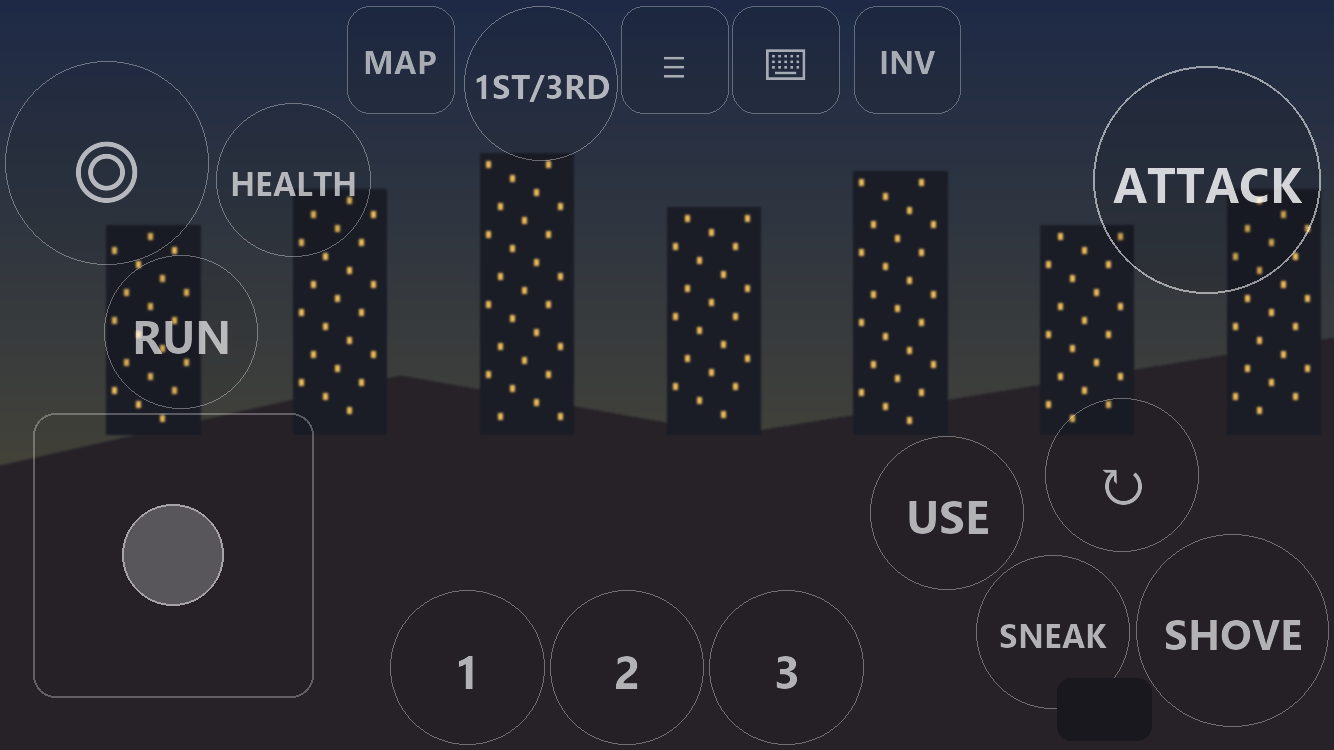 MAP
1ST/3RD
INV
HEALTH
ATTACK
RUN
USE
SNEAK
SHOVE
1
2
3